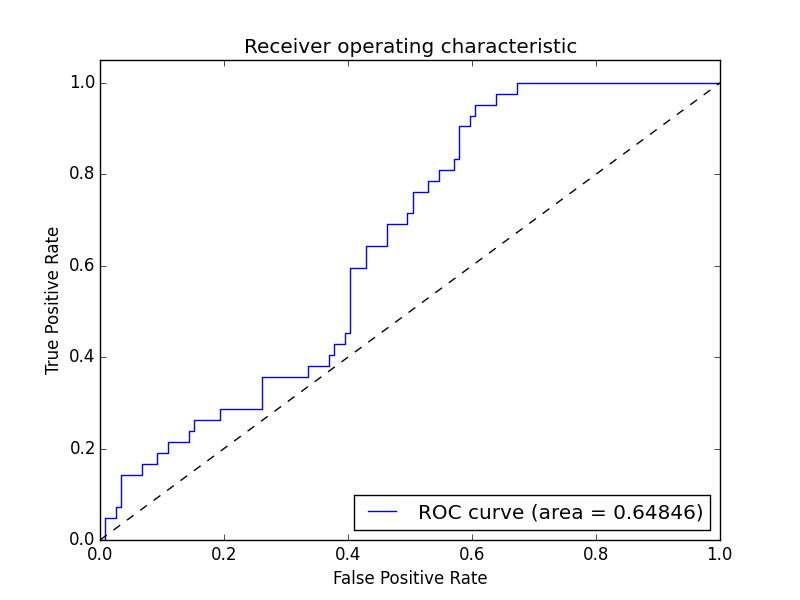 Receiver operating characteristic
1.0
0.8
0.6
0.4
0.2
0.0
True Positive Rate
ROC curve (area = 0.64846)
0.0 0.2 0.4 0.6 0.8 1.0
False Positive Rate